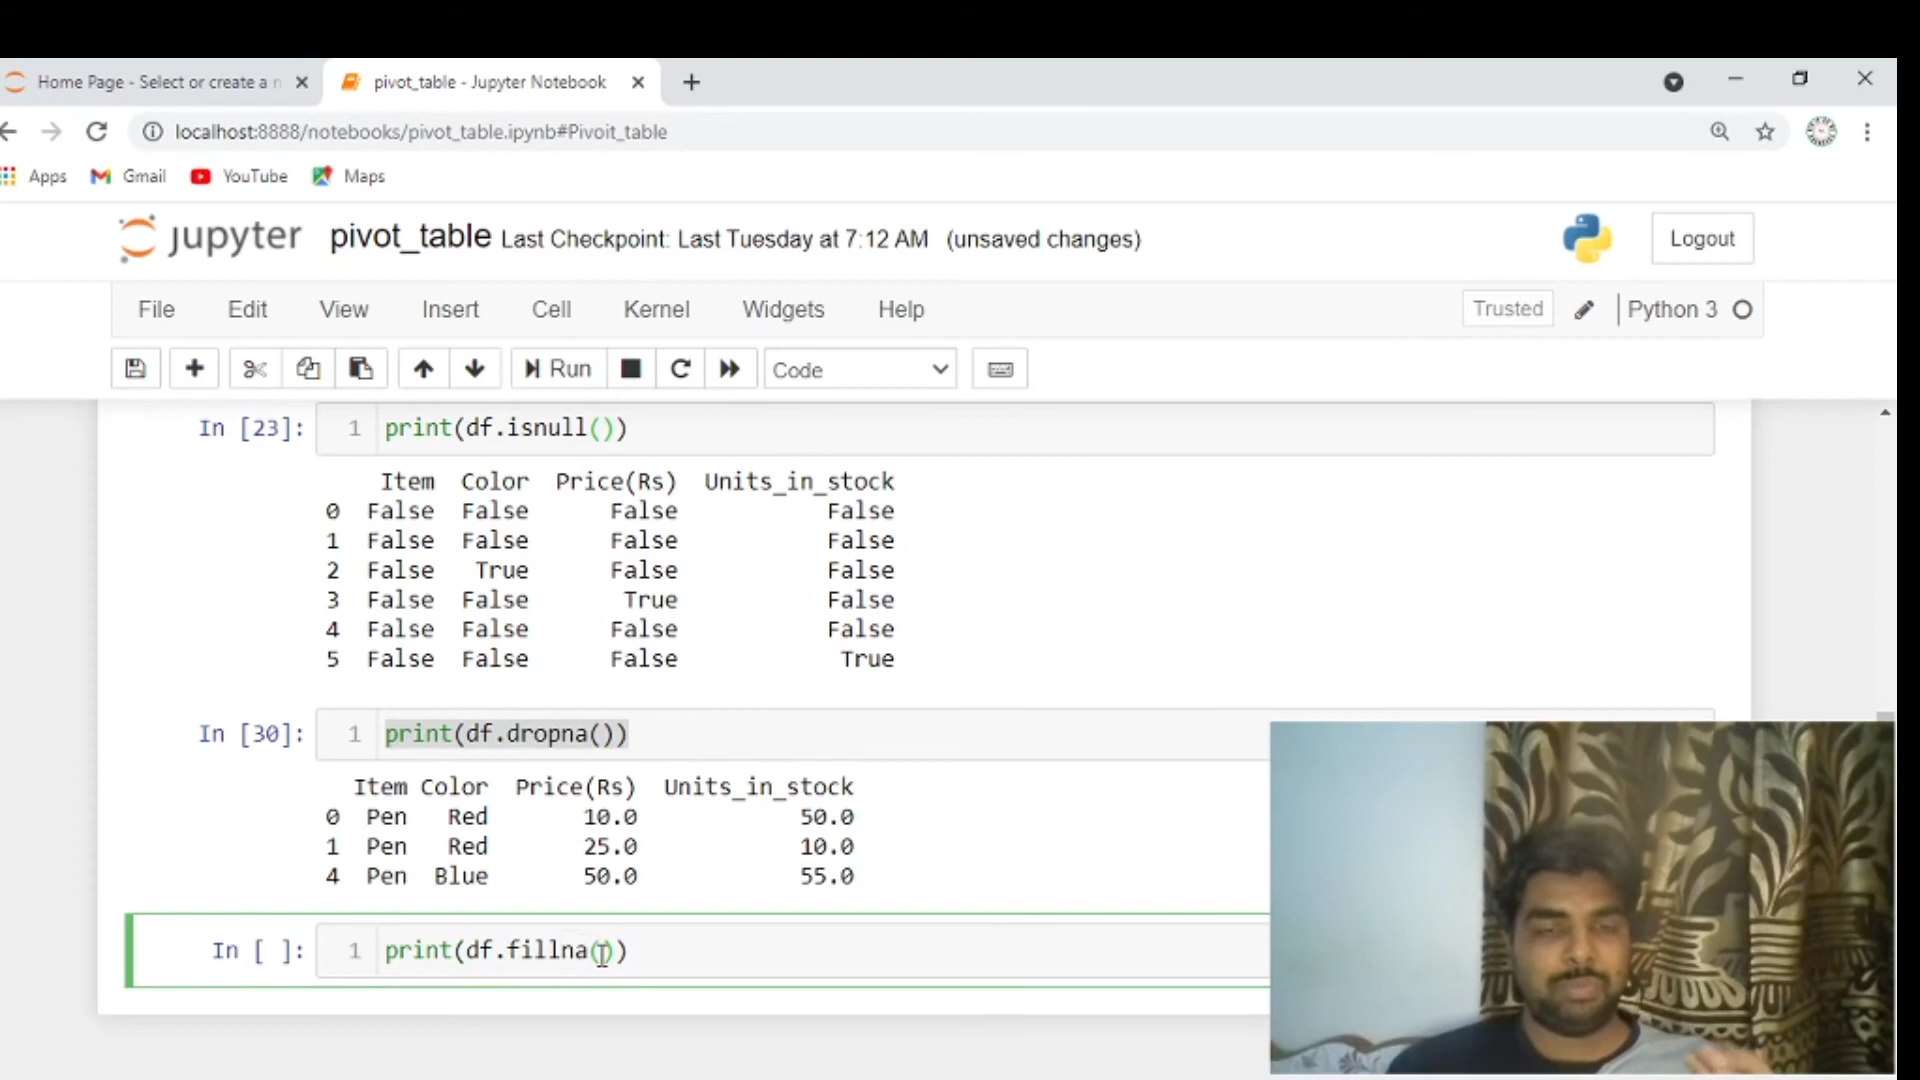 Home Page - Select or create a n
pivot_table - Jupyter Notebook
localhost:8888/notebooks/pivot_table.ipynb#Pivoit_table
Apps Gmail YouTube Maps
jupyter pivot_table Last Checkpoint: Last Tuesday at 7:12 AM (unsaved changes) Logout
File Edit View Insert Cell Kernel Widgets Help Trusted Python 3
Run Code
In [23]: 1 print(df.isnull())
Item Color Price(Rs) Units_in_stock
0 False False False False
1 False False False False
2 False True False False
3 False False True False
4 False False False False
5 False False False True
In [30]: 1 print(df.dropna())
Item Color Price(Rs) Units_in_stock
0 Pen Red 10.0 50.0
1 Pen Red 25.0 10.0
4 Pen Blue 50.0 55.0
In [ ]: 1 print(df.fillna())